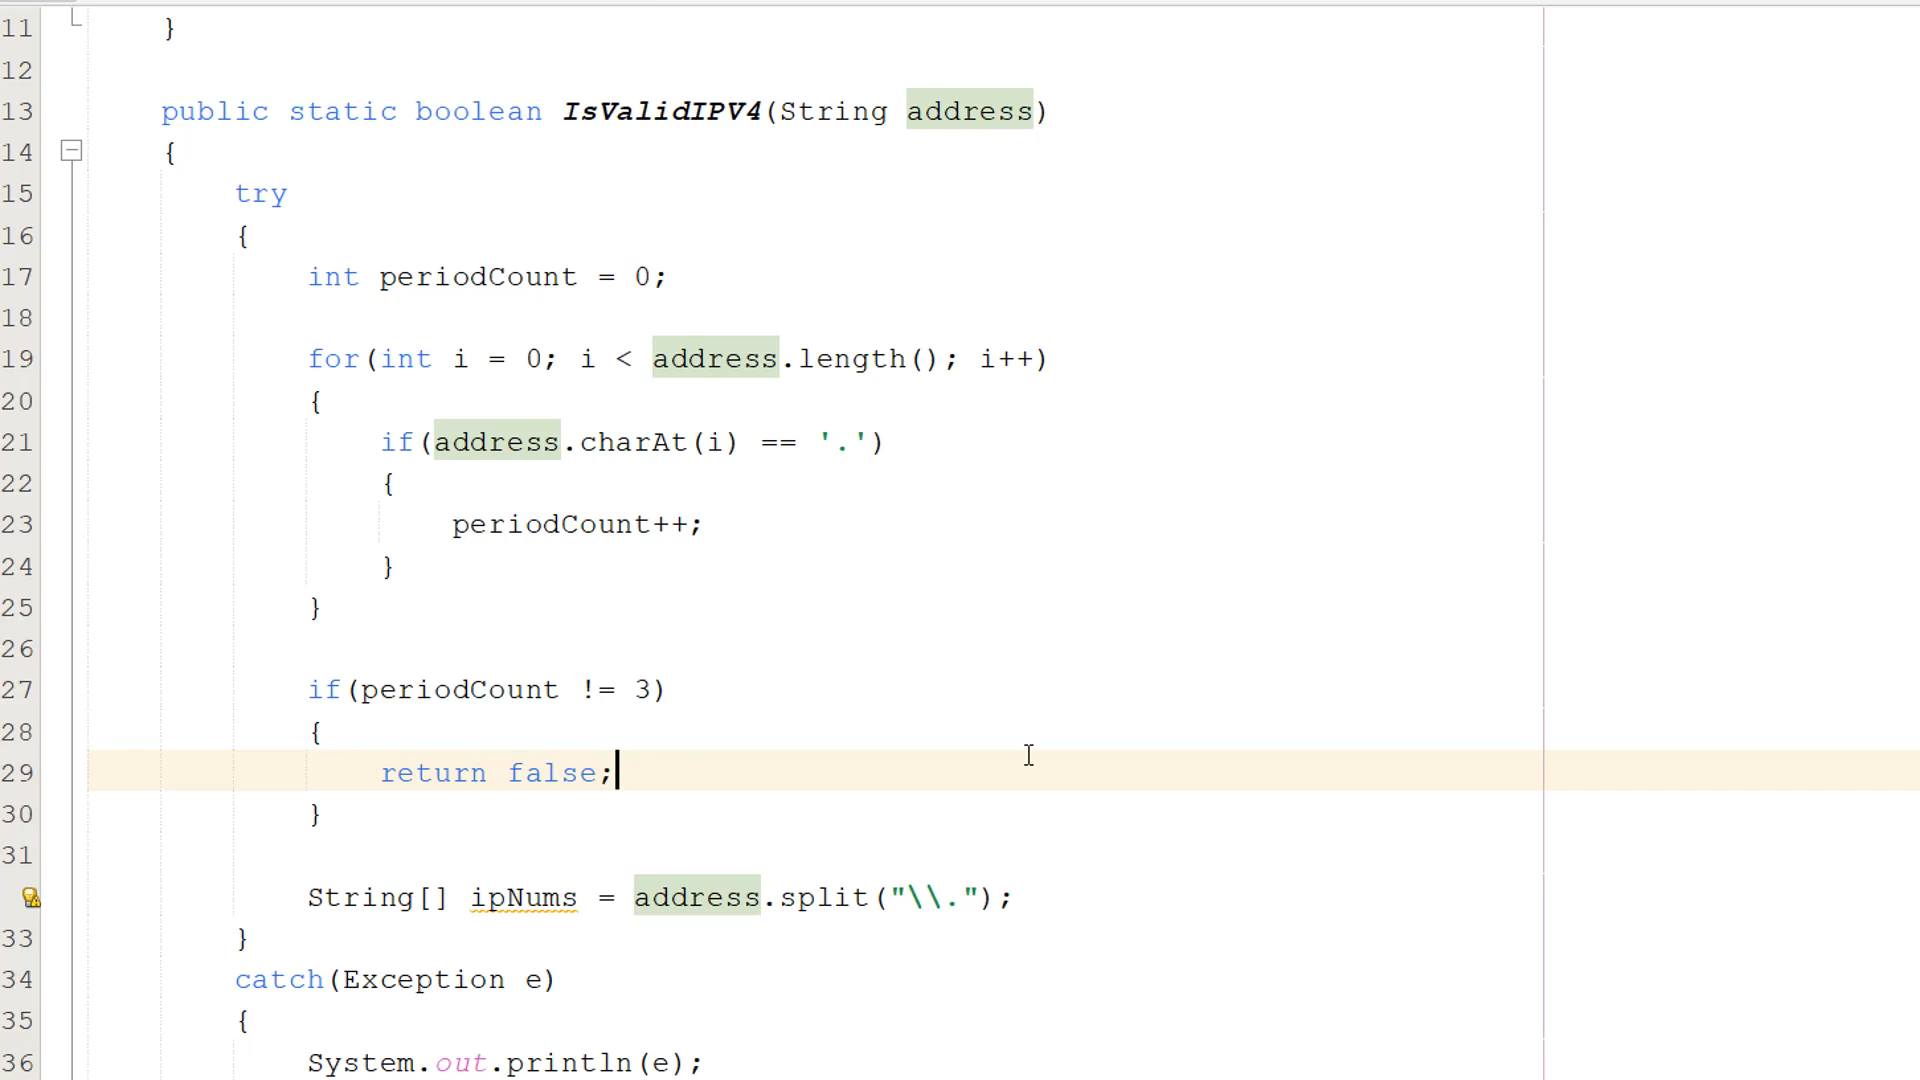 11 }
12
13 public static boolean IsValidIPV4(String address)
14 {
15 try
16 {
17 int periodCount = 0;
18
19 for(int i = 0; i < address.length(); i++)
20 {
21 if(address.charAt(i) == '.')
22 {
23 periodCount++;
24 }
25 }
26
27 if(periodCount != 3)
28 {
29 return false;
30 }
31
String[] ipNums = address.split("\\.");
33 }
34 catch(Exception e)
35 {
36 System.out.println(e);